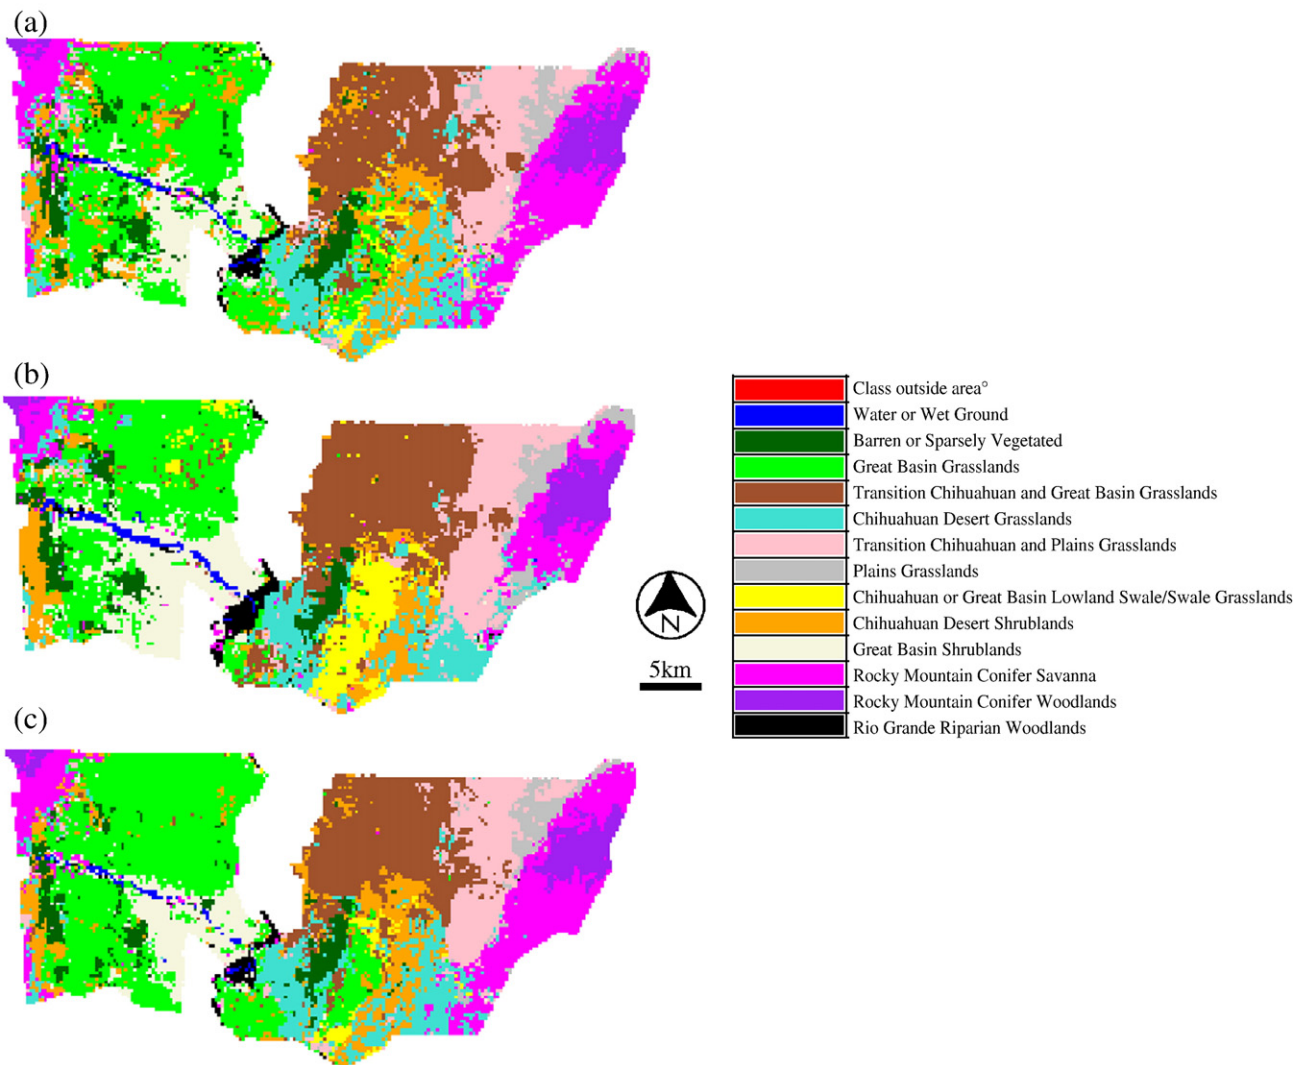 (a)
(b)
Class outside area°
Water or Wet Ground
Barren or Sparsely Vegetated
Great Basin Grasslands
Transition Chihuahuan and Great Basin Grasslands
Chihuahuan Desert Grasslands
Transition Chihuahuan and Plains Grasslands
Plains Grasslands
Chihuahuan or Great Basin Lowland Swale/Swale Grasslands
Chihuahuan Desert Shrublands
Great Basin Shrublands
Rocky Mountain Conifer Savanna
Rocky Mountain Conifer Woodlands
Rio Grande Riparian Woodlands
N
5km
(c)